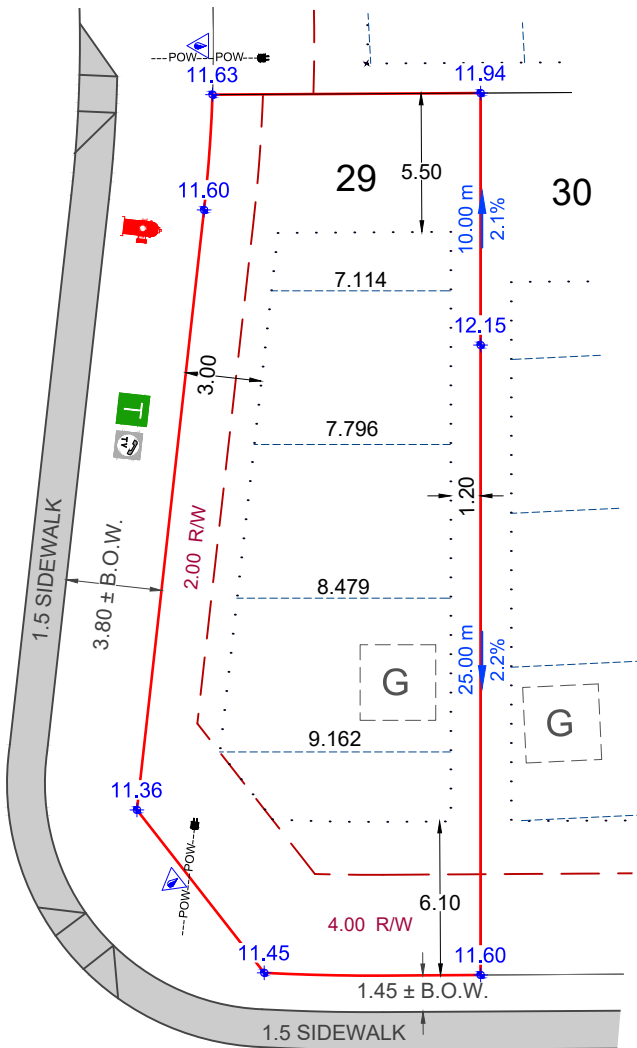 POW POW
11.63
11.94
29
5.50
11.60
30
10.00 m
2.1%
7.114
12.15
3.00
T
TV
7.796
1.20
1.5 SIDEWALK
3.80 ± B.O.W.
2.00 R/W
8.479
25.00 m
2.2%
G
G
9.162
11.36
POW
POW
6.10
4.00 R/W
11.45
11.60
1.45 ± B.O.W.
1.5 SIDEWALK